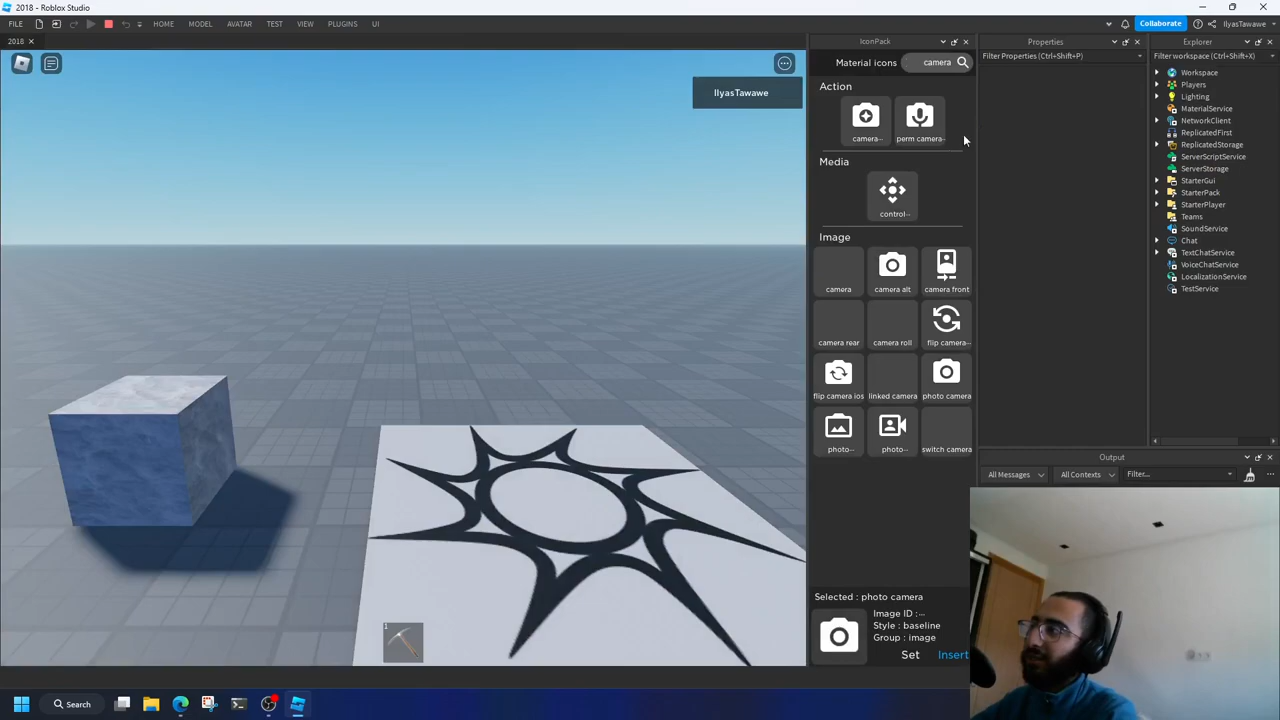 2018 - Roblox Studio
FILE HOME MODEL AVATAR TEST VIEW PLUGINS UI Collaborate IlyasTawawe
2018
IlyasTawawe
1
IconPack
Material icons camera
Action
camera··
perm camera··
Media
control··
Image
camera camera alt camera front
camera rear camera roll flip camera··
flip camera ios linked camera photo camera
photo·· photo·· switch camera
Selected : photo camera
Image ID :··
Style : baseline
Group : image
Set Insert
Properties
Filter Properties (Ctrl+Shift+P)
Explorer
Filter workspace (Ctrl+Shift+X)
Workspace
Players
Lighting
MaterialService
NetworkClient
ReplicatedFirst
ReplicatedStorage
ServerScriptService
ServerStorage
StarterGui
StarterPack
StarterPlayer
Teams
SoundService
Chat
TextChatService
VoiceChatService
LocalizationService
TestService
Output
All Messages All Contexts Filter...
Search